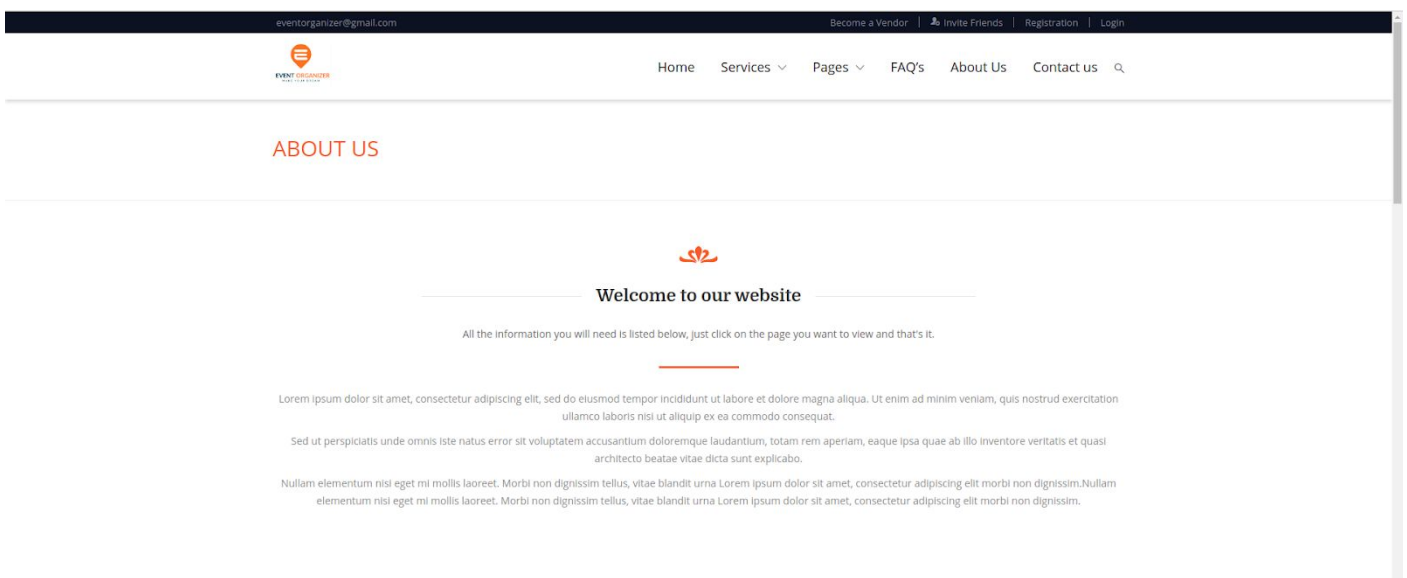 eventorganizer@gmail.com
Become a Vendor | Invite Friends | Registration | Login
EVENT ORGANIZER
Home Services Pages FAQ's About Us Contact us
ABOUT US
Welcome to our website
All the information you will need is listed below, just click on the page you want to view and that's it.
Lorem ipsum dolor sit amet, consectetur adipiscing elit, sed do eiusmod tempor incididunt ut labore et dolore magna aliqua. Ut enim ad minim veniam, quis nostrud exercitation
ullamco laboris nisi ut aliquip ex ea commodo consequat.
Sed ut perspiciatis unde omnis iste natus error sit voluptatem accusantium doloremque laudantium, totam rem aperiam, eaque ipsa quae ab illo inventore veritatis et quasi
architecto beatae vitae dicta sunt explicabo.
Nullam elementum nisi eget mi mollis laoreet. Morbi non dignissim tellus, vitae blandit urna Lorem ipsum dolor sit amet, consectetur adipiscing elit morbi non dignissim.Nullam
elementum nisi eget mi mollis laoreet. Morbi non dignissim tellus, vitae blandit urna Lorem ipsum dolor sit amet, consectetur adipiscing elit morbi non dignissim.